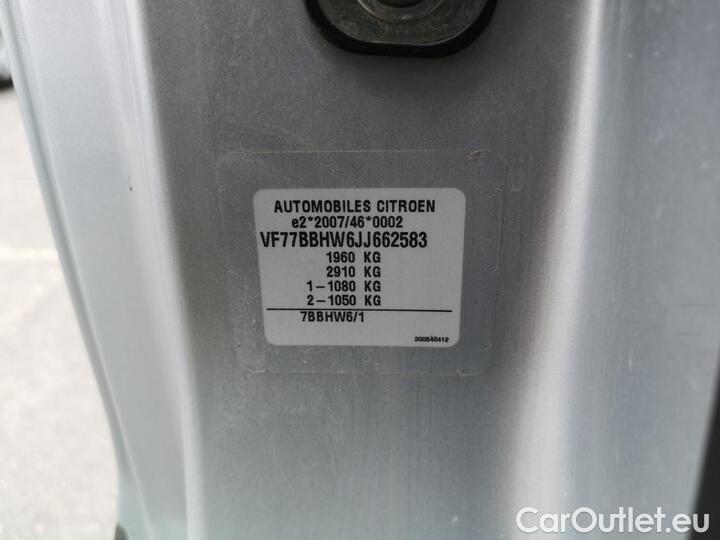 AUTOMOBILES CITROEN
e2*2007/46*0002
VF77BBHW6JJ662583
1960 KG
2910 KG
1-1080 KG
2-1050 KG
7BBHW6/1
200640412
CarOutlet.eu